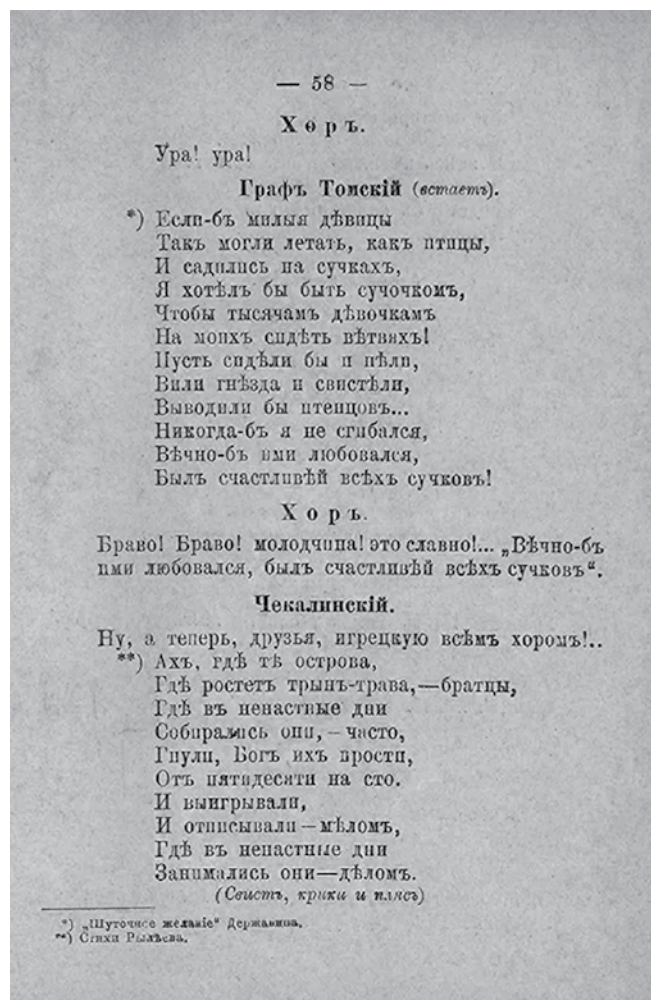 — 58 —
Хоръ.
Ура! ура!
Графъ Томскій (встаетъ).
*) Если-бъ милыя дѣвицы
Такъ могли летать, какъ птицы,
И садились на сучкахъ,
Я хотѣлъ бы быть сучочкомъ,
Чтобы тысячамъ дѣвочкамъ
На моихъ сидѣть вѣтвяхъ!
Пусть сидѣли бы и пѣли,
Вили гнѣзда и свистѣли,
Выводили бы птенцовъ...
Никогда-бъ я не сгибался,
Вѣчно-бъ ими любовался,
Былъ счастливѣй всѣхъ сучковъ!
Хоръ.
Браво! Браво! молодчина! это славно!... „Вѣчно-бъ
ими любовался, былъ счастливѣй всѣхъ сучковъ“.
Чекалинскій.
Ну, а теперь, друзья, игрецкую всѣмъ хоромъ!..
**) Ахъ, гдѣ тѣ острова,
Гдѣ ростетъ трынъ-трава,—братцы,
Гдѣ въ ненастные дни
Собирались они,—часто,
Гнули, Богъ ихъ прости,
Отъ пятидесяти на сто.
И выигрывали,
И отписывали—мѣломъ,
Гдѣ въ ненастные дни
Занимались они—дѣломъ.
(Свистъ, крики и плясъ)
*) „Шуточное желаніе“ Державина.
**) Стихи Рылѣева.